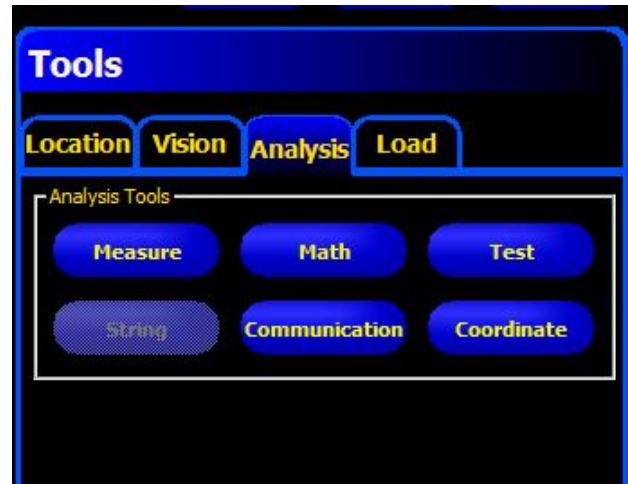 Tools
Location Vision Analysis Load
Analysis Tools
Measure Math Test
String Communication Coordinate